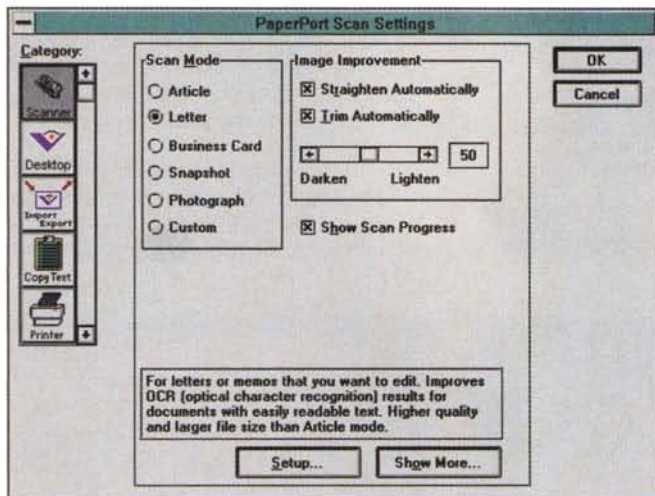 PaperPort Scan Settings
Category:
Scanner
Desktop
Import
Export
Copy Text
Printer
Scan Mode
Article
Letter
Business Card
Snapshot
Photograph
Custom
Image Improvement
Straighten Automatically
Trim Automatically
50
Darken Lighten
Show Scan Progress
OK
Cancel
For letters or memos that you want to edit. Improves
OCR (optical character recognition) results for
documents with easily readable text. Higher quality
and larger file size than Article mode.
Setup...
Show More...